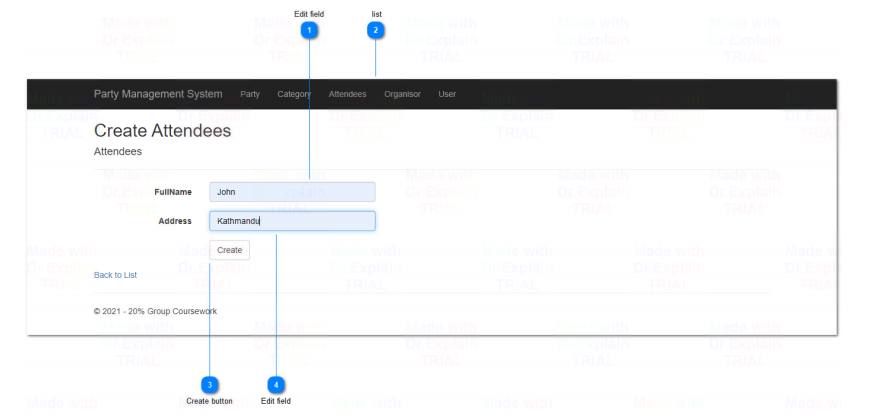 Edit field list
1 2
Party Management System Party Category Attendees Organisor User
Create Attendees
Attendees
FullName John
Address Kathmandu
Create
Back to List
© 2021 - 20% Group Coursework
3 4
Create button Edit field
Made with
Dr.Explain
TRIAL